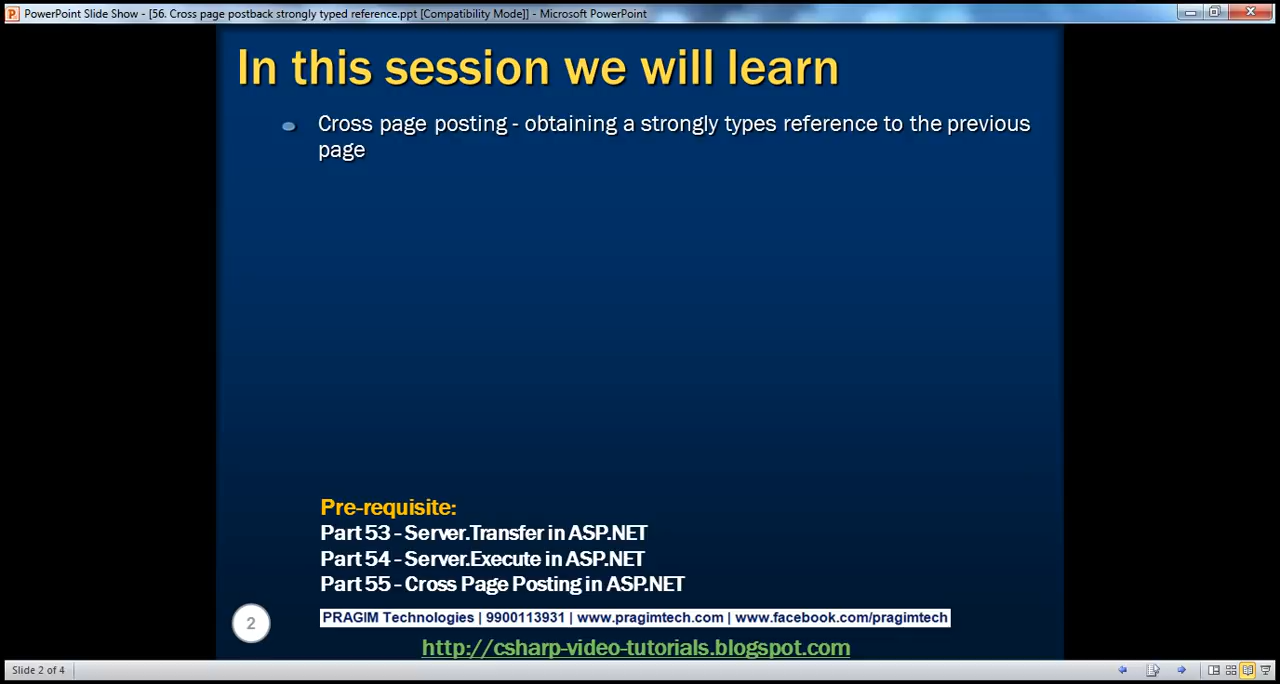 PowerPoint Slide Show - [56. Cross page postback strongly typed reference.ppt [Compatibility Mode]] - Microsoft PowerPoint
In this session we will learn
Cross page posting - obtaining a strongly types reference to the previous
page
Pre-requisite:
Part 53 - Server.Transfer in ASP.NET
Part 54 - Server.Execute in ASP.NET
Part 55 - Cross Page Posting in ASP.NET
2
PRAGIM Technologies | 9900113931 | www.pragimtech.com | www.facebook.com/pragimtech
http://csharp-video-tutorials.blogspot.com
Slide 2 of 4